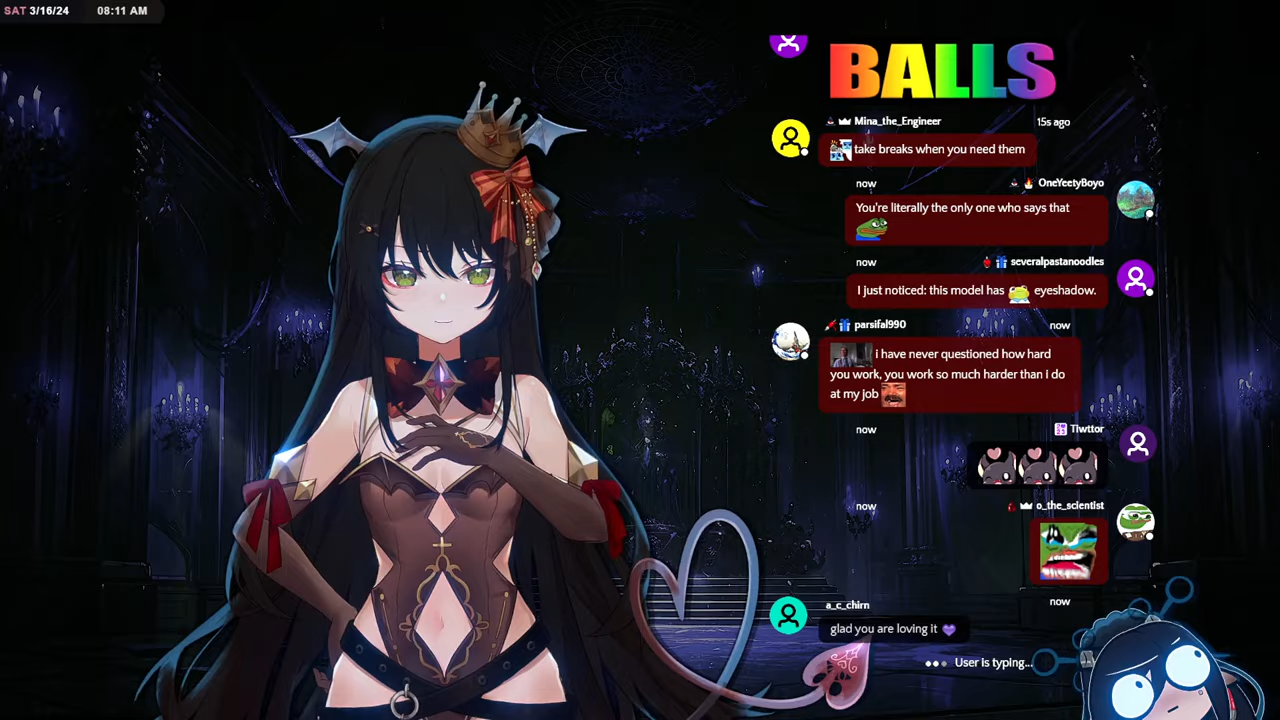 SAT 3/16/24 08:11 AM
BALLS
Mina_the_Engineer 15s ago
take breaks when you need them
now OneYeetyBoyo
You're literally the only one who says that
now severalpastanoodles
I just noticed: this model has eyeshadow.
parsifal990 now
i have never questioned how hard
you work, you work so much harder than i do
at my job
now Tlwttor
now o_the_scientist
now
a_c_chirn
glad you are loving it
User is typing...